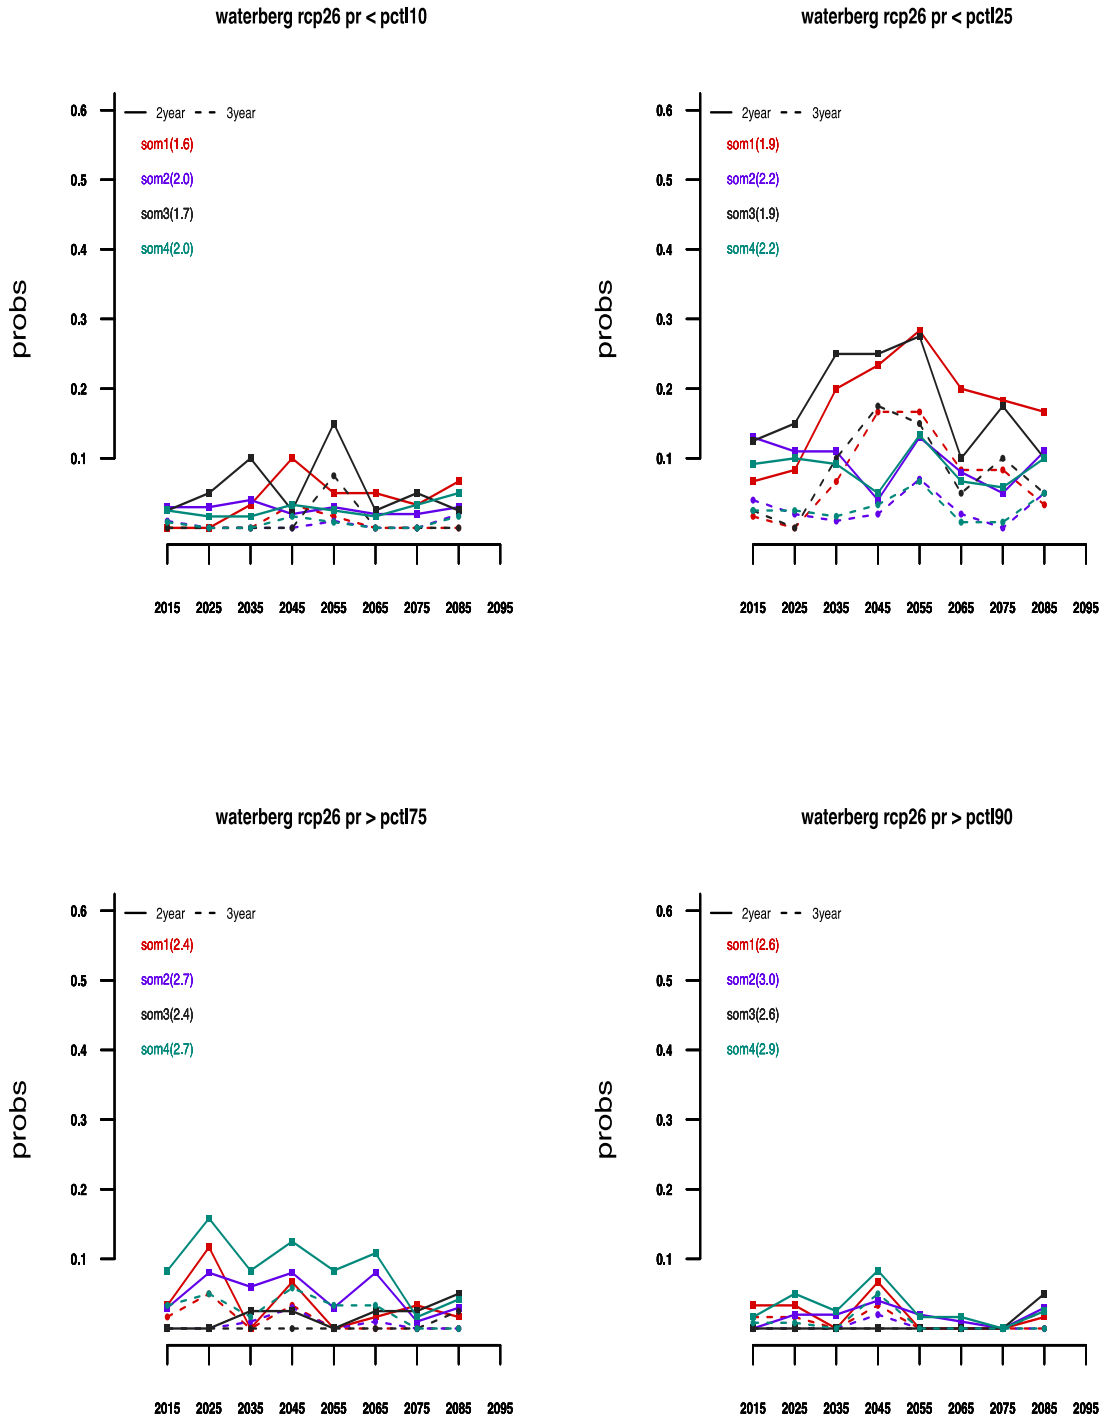 waterberg rcp26 pr < pctl10
0.6
0.5
0.4
0.3
0.2
0.1
probs
2year
3year
som1(1.6)
som2(2.0)
som3(1.7)
som4(2.0)
2015 2025 2035 2045 2055 2065 2075 2085 2095
waterberg rcp26 pr < pctl25
0.6
0.5
0.4
0.3
0.2
0.1
probs
2year
3year
som1(1.9)
som2(2.2)
som3(1.9)
som4(2.2)
2015 2025 2035 2045 2055 2065 2075 2085 2095
waterberg rcp26 pr > pctl75
0.6
0.5
0.4
0.3
0.2
0.1
probs
2year
3year
som1(2.4)
som2(2.7)
som3(2.4)
som4(2.7)
2015 2025 2035 2045 2055 2065 2075 2085 2095
waterberg rcp26 pr > pctl90
0.6
0.5
0.4
0.3
0.2
0.1
probs
2year
3year
som1(2.6)
som2(3.0)
som3(2.6)
som4(2.9)
2015 2025 2035 2045 2055 2065 2075 2085 2095